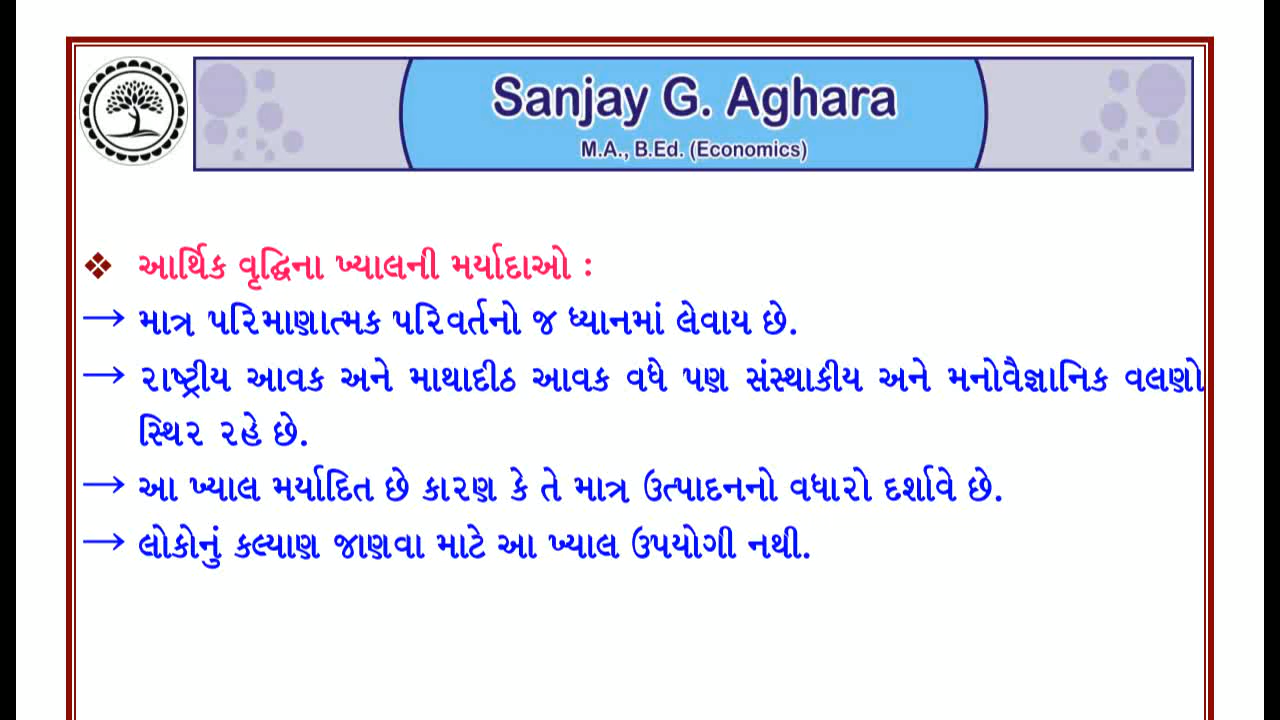 Sanjay G. Aghara
M.A., B.Ed. (Economics)
❖ આર્થિક વૃદ્ધિના ખ્યાલની મર્યાદાઓ :
→ માત્ર પરિમાણાત્મક પરિવર્તનો જ ધ્યાનમાં લેવાય છે.
→ રાષ્ટ્રીય આવક અને માથાદીઠ આવક વધે પણ સંસ્થાકીય અને મનોવૈજ્ઞાનિક વલણો
સ્થિર રહે છે.
→ આ ખ્યાલ મર્યાદિત છે કારણ કે તે માત્ર ઉત્પાદનનો વધારો દર્શાવે છે.
→ લોકોનું કલ્યાણ જાણવા માટે આ ખ્યાલ ઉપયોગી નથી.